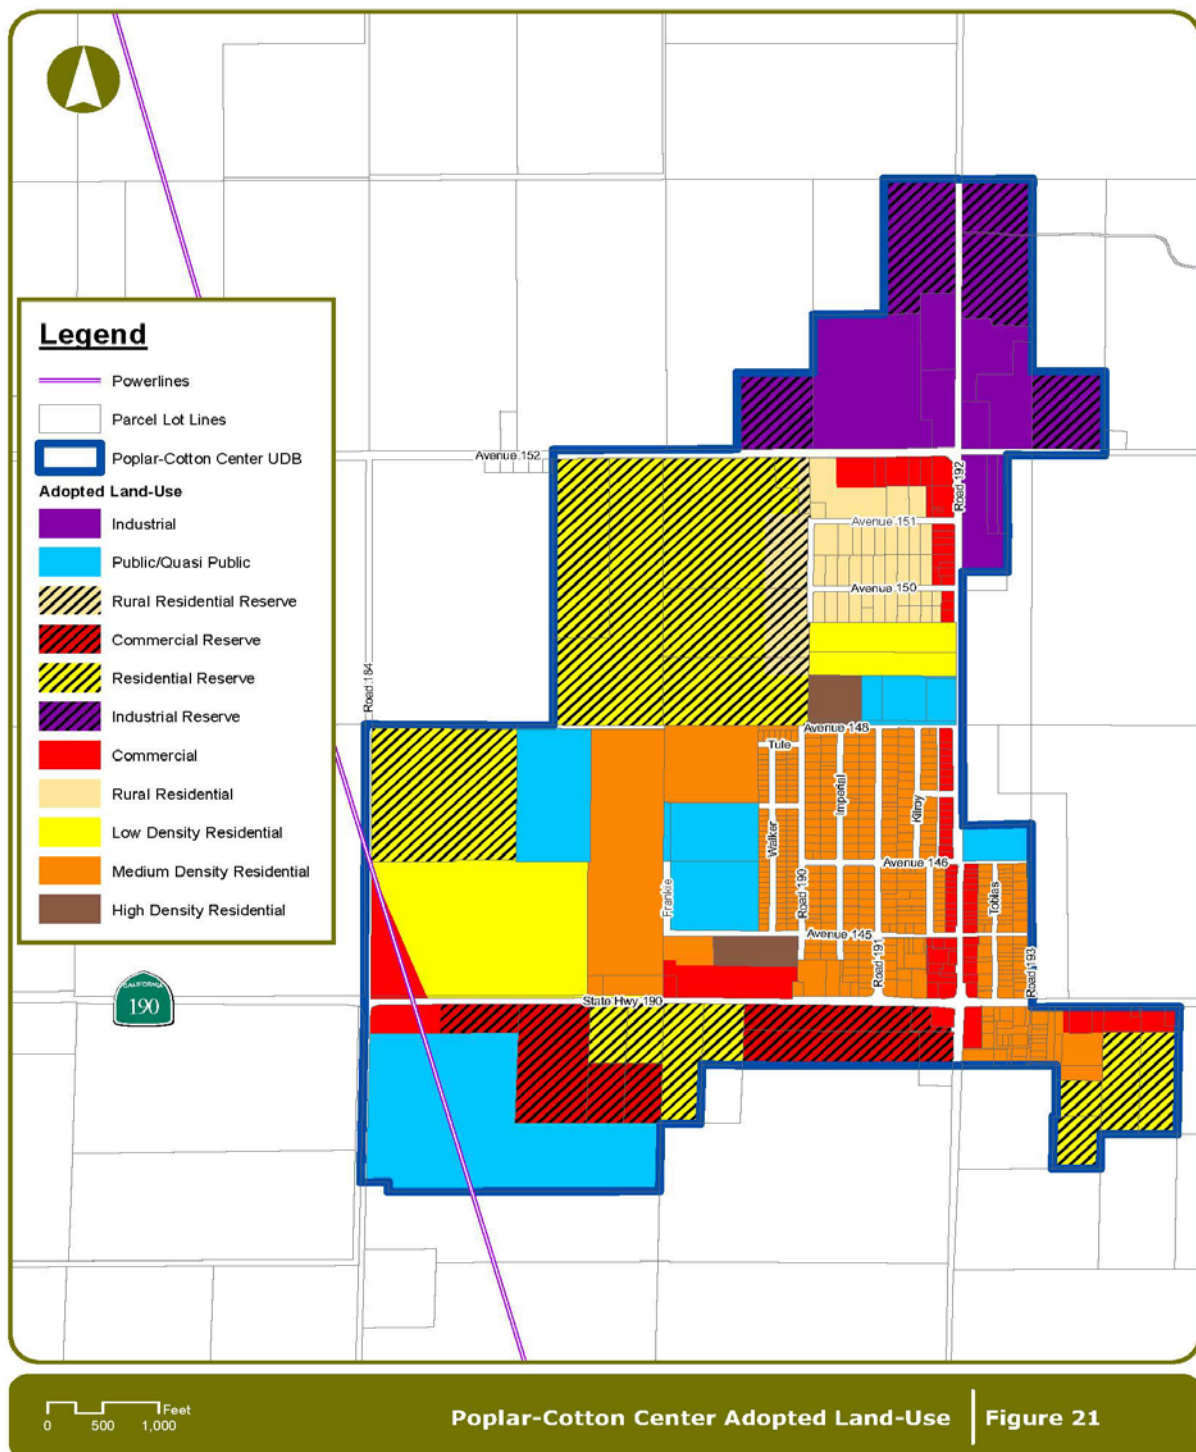 Legend
Powerlines
Parcel Lot Lines
Poplar-Cotton Center UDB
Adopted Land-Use
Industrial
Public/Quasi Public
Rural Residential Reserve
Commercial Reserve
Residential Reserve
Industrial Reserve
Commercial
Rural Residential
Low Density Residential
Medium Density Residential
High Density Residential
Avenue 152
Road 192
Avenue 151
Avenue 150
Road 184
Avenue 148
Tule
Imperial
Kilroy
Walker
Avenue 146
Frankie
Road 190
Tobias
Avenue 145
Road 191
Road 193
State Hwy 190
CALIFORNIA
190
Feet
0 500 1,000
Poplar-Cotton Center Adopted Land-Use
Figure 21